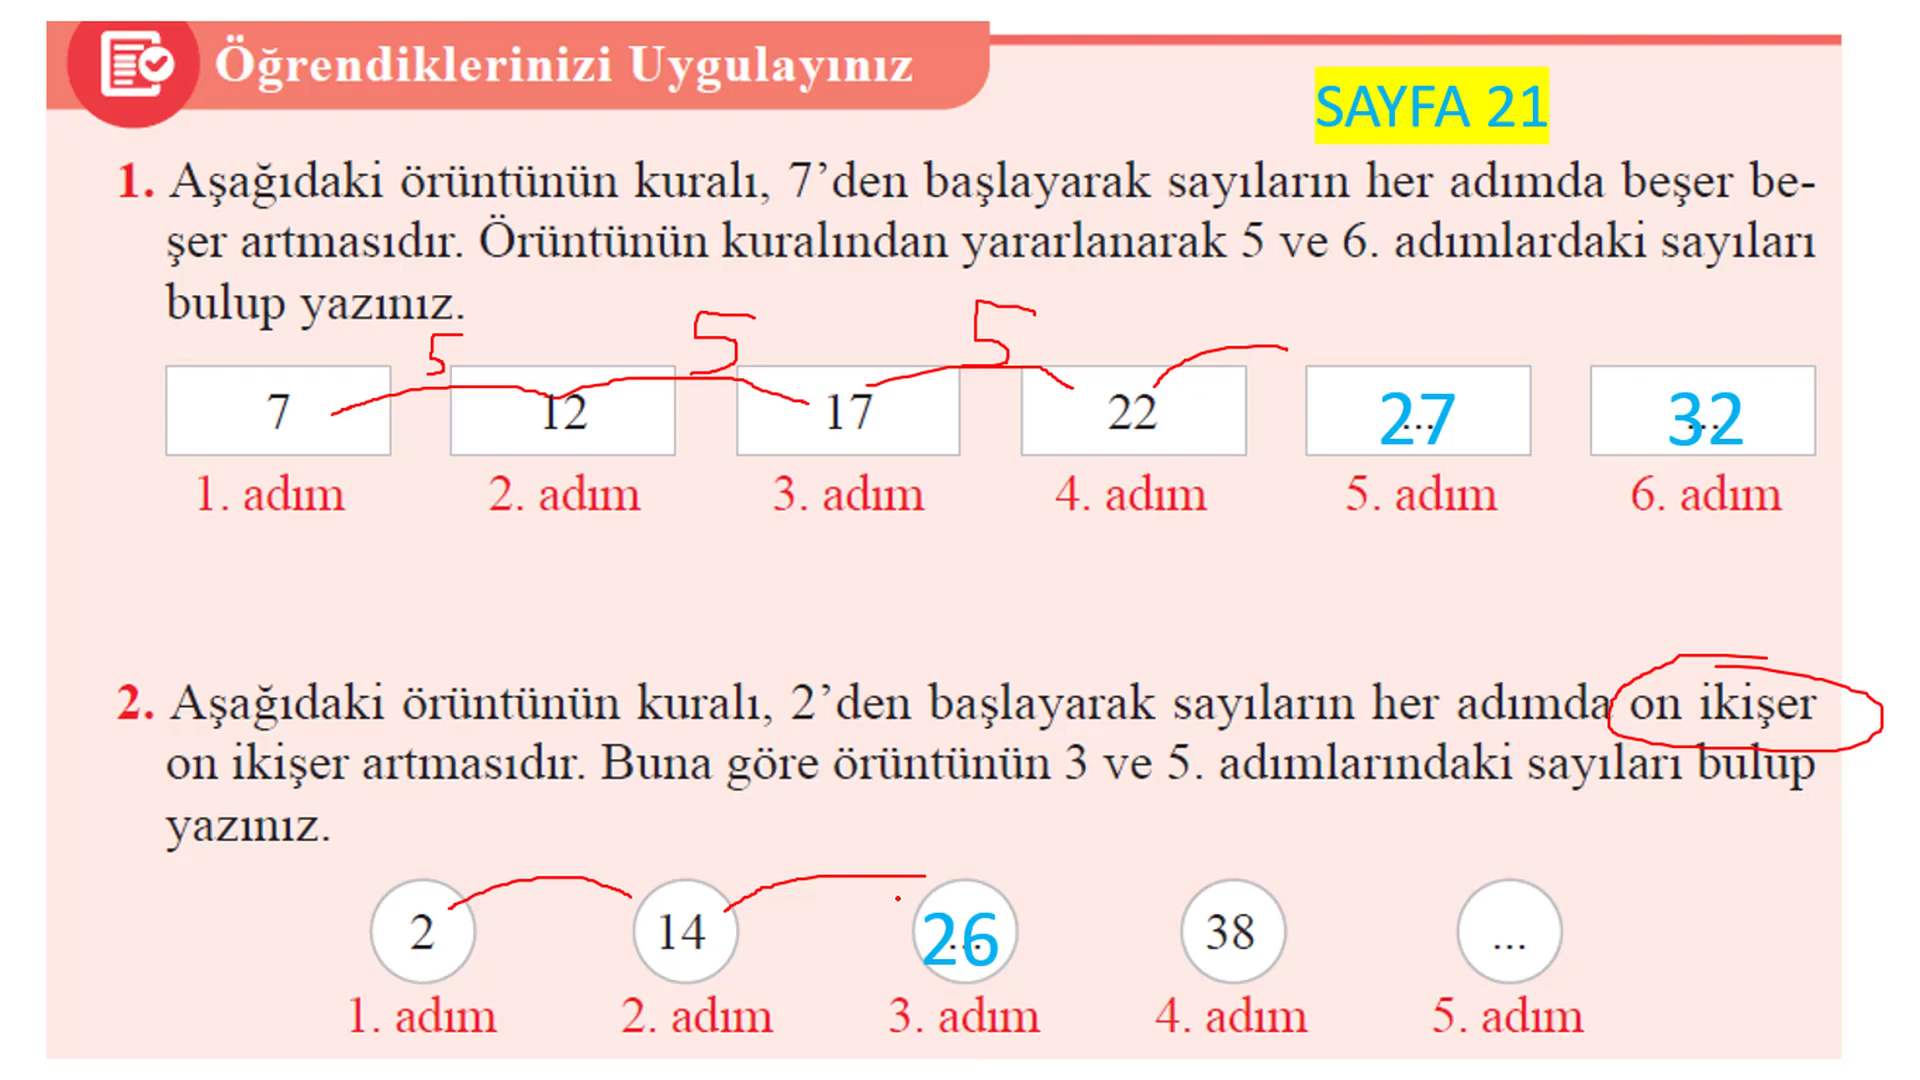 Öğrendiklerinizi Uygulayınız
SAYFA 21
1. Aşağıdaki örüntünün kuralı, 7’den başlayarak sayıların her adımda beşer be-
şer artmasıdır. Örüntünün kuralından yararlanarak 5 ve 6. adımlardaki sayıları
bulup yazınız.
5 5 5
7 12 17 22 27 32
1. adım 2. adım 3. adım 4. adım 5. adım 6. adım
2. Aşağıdaki örüntünün kuralı, 2’den başlayarak sayıların her adımda on ikişer
on ikişer artmasıdır. Buna göre örüntünün 3 ve 5. adımlarındaki sayıları bulup
yazınız.
2 14 26 38 ...
1. adım 2. adım 3. adım 4. adım 5. adım